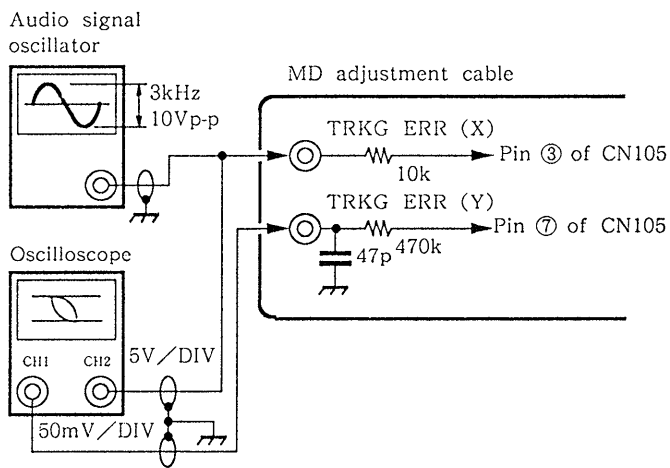 Audio signal
oscillator
3kHz
10Vp-p
MD adjustment cable
TRKG ERR (X)
10k
Pin ③ of CN105
TRKG ERR (Y)
470k
47p
Pin ⑦ of CN105
Oscilloscope
CH1
CH2
5V/DIV
50mV/DIV